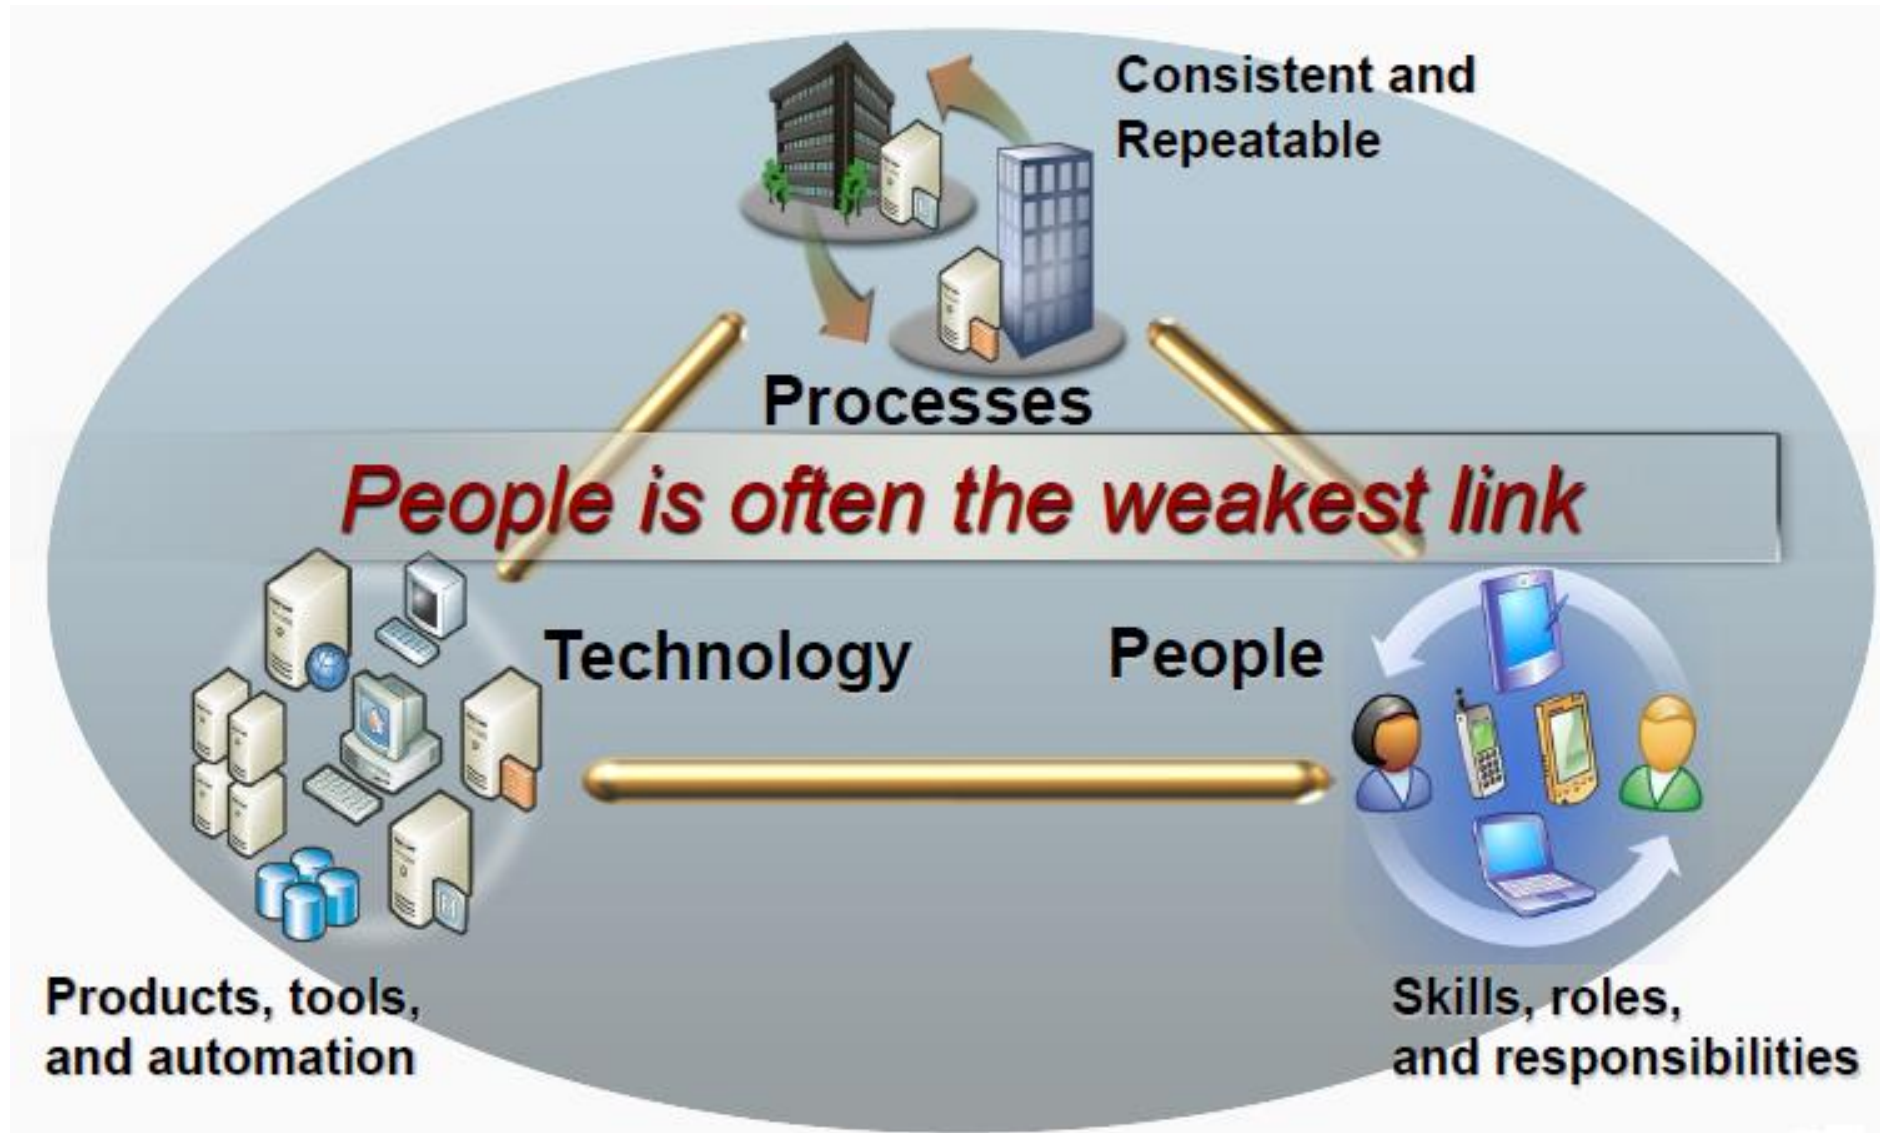 Consistent and
Repeatable
Processes
People is often the weakest link
Technology
People
Products, tools,
and automation
Skills, roles,
and responsibilities